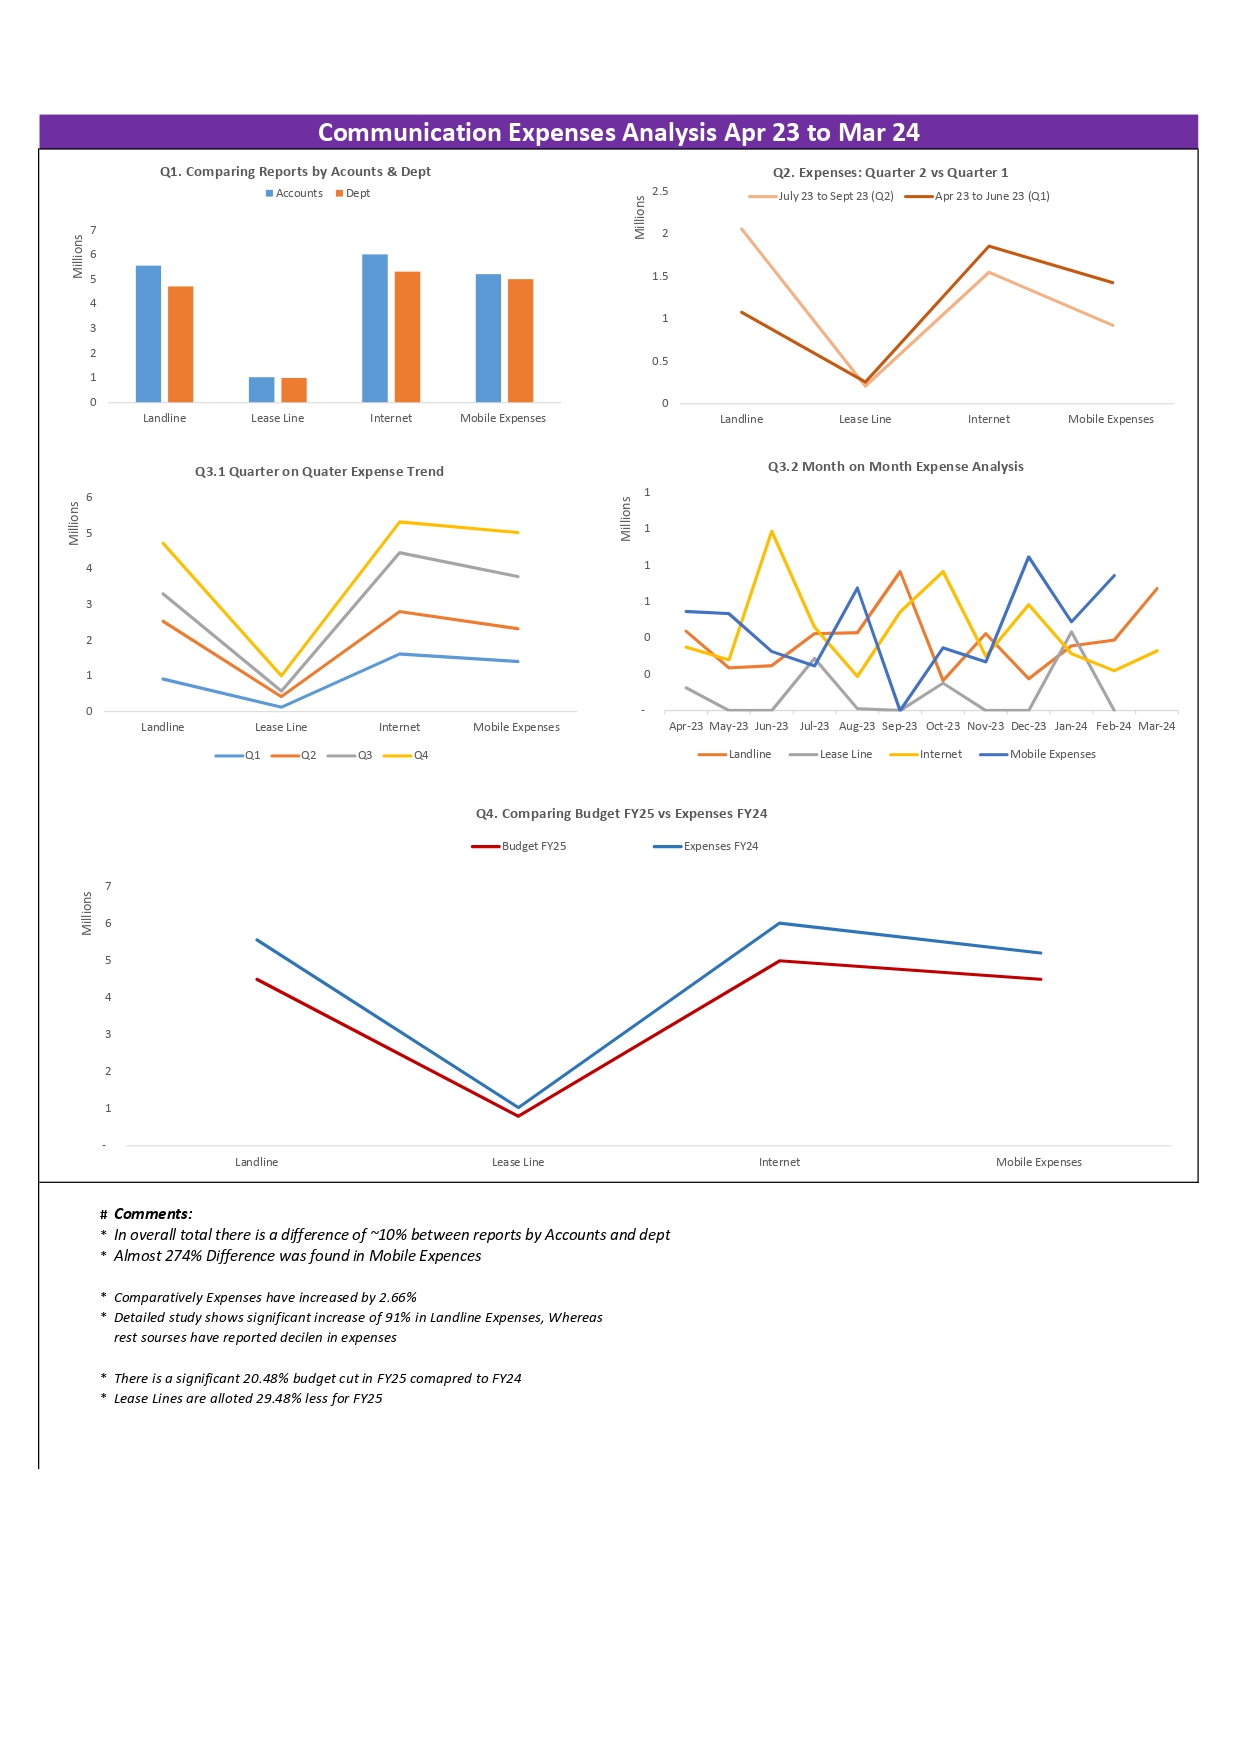 Communication Expenses Analysis Apr 23 to Mar 24
Q1. Comparing Reports by Acounts & Dept
Accounts Dept
Millions
7
6
5
4
3
2
1
0
Landline Lease Line Internet Mobile Expenses
Q2. Expenses: Quarter 2 vs Quarter 1
July 23 to Sept 23 (Q2) Apr 23 to June 23 (Q1)
Millions
2.5
2
1.5
1
0.5
0
Landline Lease Line Internet Mobile Expenses
Q3.1 Quarter on Quater Expense Trend
Millions
6
5
4
3
2
1
0
Landline Lease Line Internet Mobile Expenses
Q1 Q2 Q3 Q4
Q3.2 Month on Month Expense Analysis
Millions
1
1
1
1
0
0
-
Apr-23 May-23 Jun-23 Jul-23 Aug-23 Sep-23 Oct-23 Nov-23 Dec-23 Jan-24 Feb-24 Mar-24
Landline Lease Line Internet Mobile Expenses
Q4. Comparing Budget FY25 vs Expenses FY24
Budget FY25 Expenses FY24
Millions
7
6
5
4
3
2
1
-
Landline Lease Line Internet Mobile Expenses
# Comments:
* In overall total there is a difference of ~10% between reports by Accounts and dept
* Almost 274% Difference was found in Mobile Expences
* Comparatively Expenses have increased by 2.66%
* Detailed study shows significant increase of 91% in Landline Expenses, Whereas
rest sourses have reported decilen in expenses
* There is a significant 20.48% budget cut in FY25 comapred to FY24
* Lease Lines are alloted 29.48% less for FY25